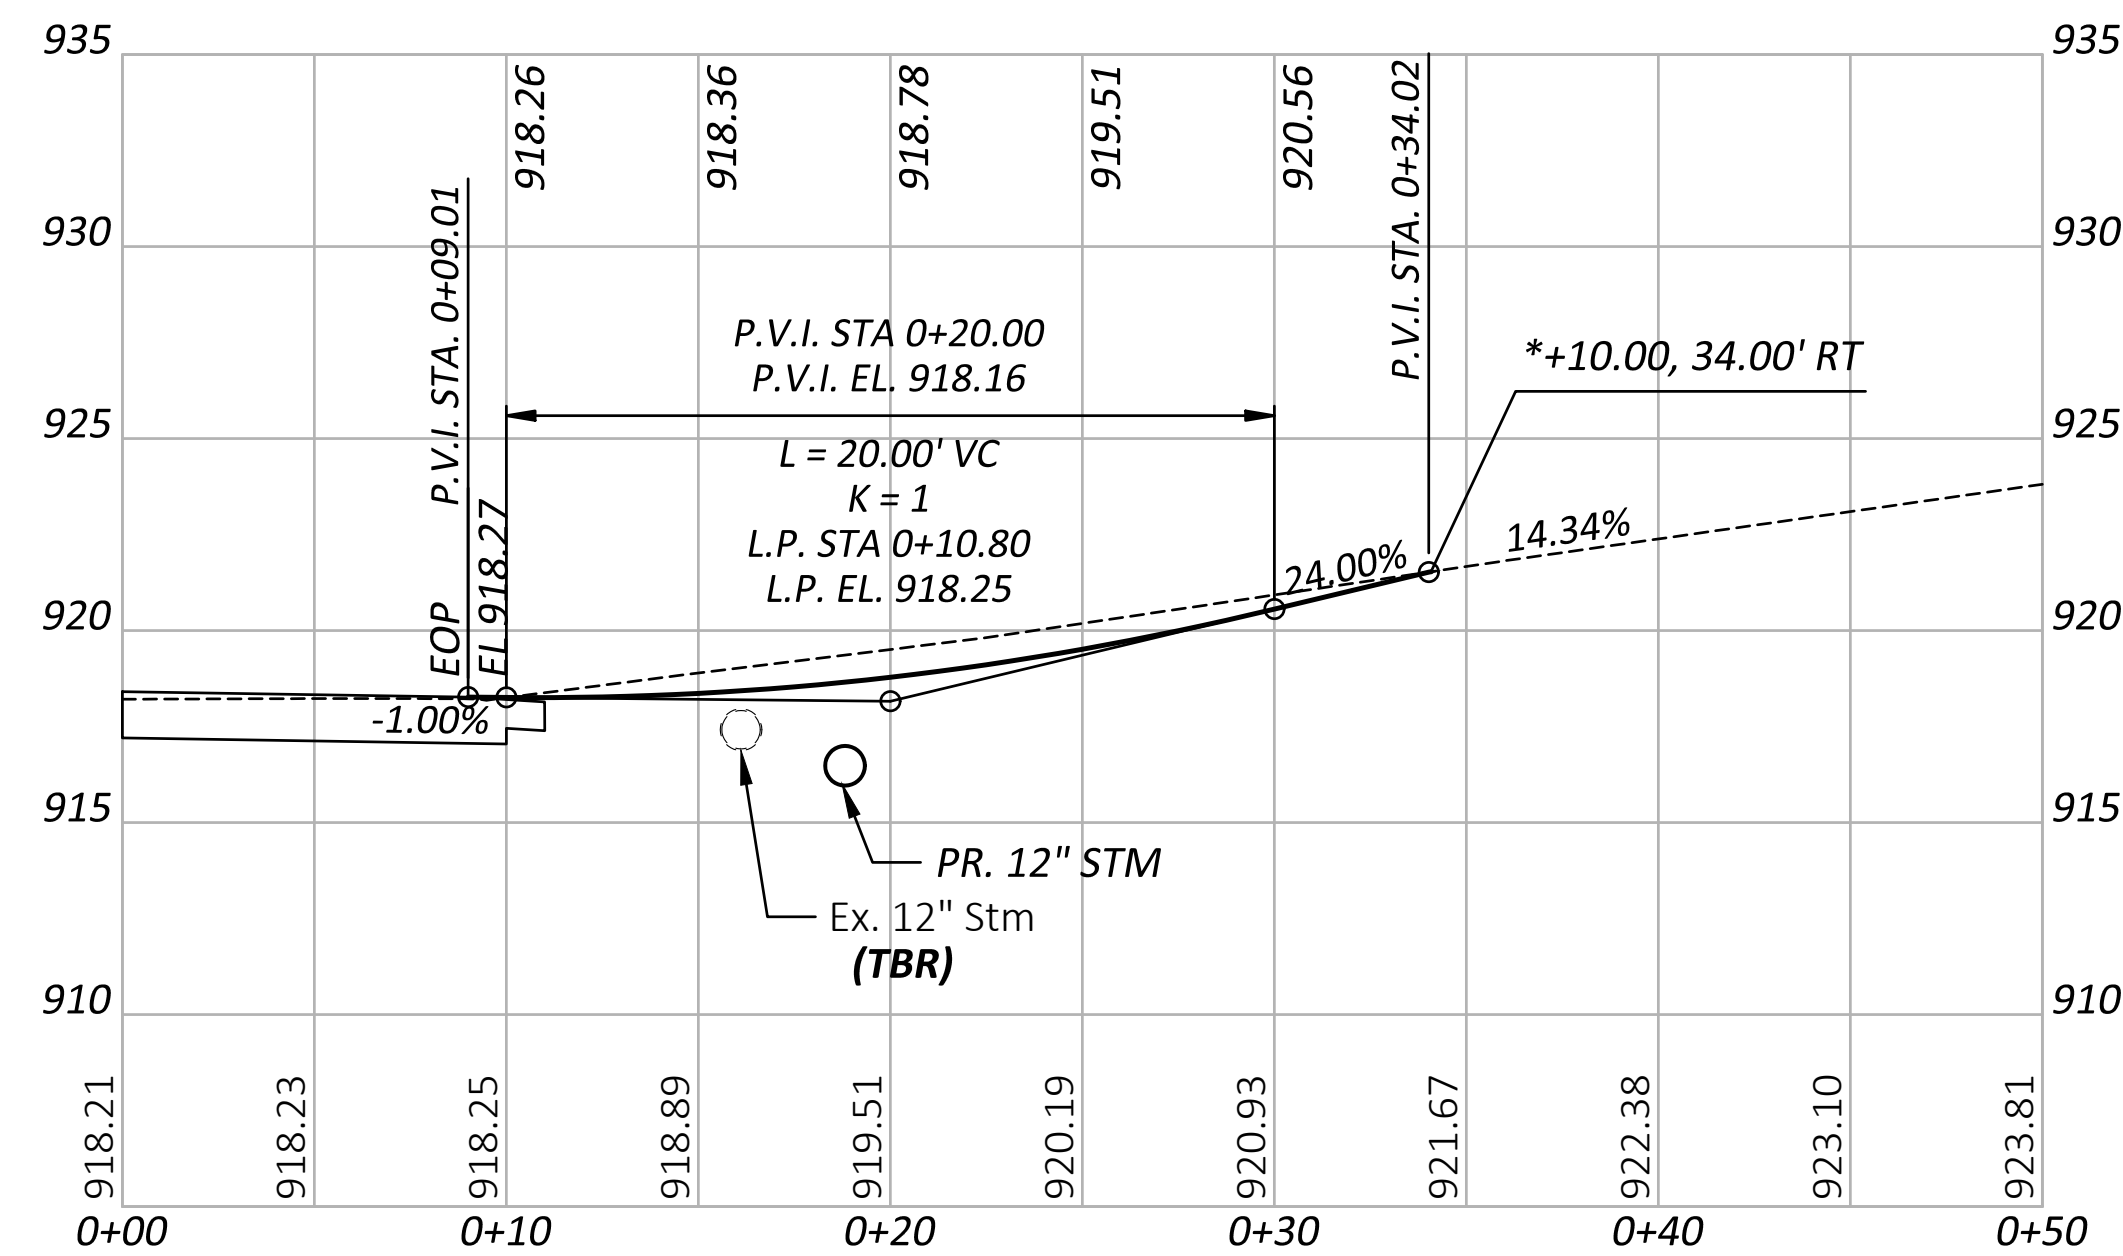 935
935
918.26
918.36
918.78
919.51
920.56
P.V.I. STA. 0+34.02
P.V.I. STA. 0+09.01
930
930
P.V.I. STA 0+20.00
P.V.I. EL. 918.16
*+10.00, 34.00' RT
925
925
L = 20.00' VC
K = 1
L.P. STA 0+10.80
L.P. EL. 918.25
EOP
EL 918.27
24.00%
14.34%
920
920
-1.00%
915
915
PR. 12" STM
Ex. 12" Stm
(TBR)
910
910
918.21
918.23
918.25
918.89
919.51
920.19
920.93
921.67
922.38
923.10
923.81
0+00
0+10
0+20
0+30
0+40
0+50